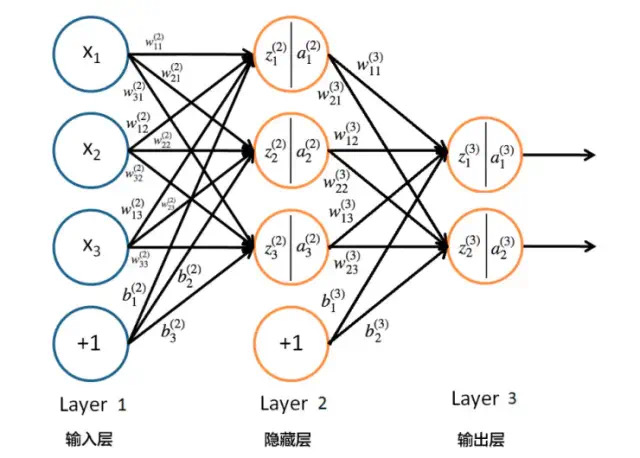 x₁
w₁₁⁽²⁾
w₂₁⁽²⁾
w₃₁⁽²⁾
z₁⁽²⁾ | a₁⁽²⁾
w₁₁⁽³⁾
w₂₁⁽³⁾
x₂
w₁₂⁽²⁾
w₂₂⁽²⁾
w₃₂⁽²⁾
z₂⁽²⁾ | a₂⁽²⁾
w₁₂⁽³⁾
w₂₂⁽³⁾
z₁⁽³⁾ | a₁⁽³⁾
x₃
w₁₃⁽²⁾
w₂₃⁽²⁾
w₃₃⁽²⁾
z₃⁽²⁾ | a₃⁽²⁾
w₁₃⁽³⁾
w₂₃⁽³⁾
z₂⁽³⁾ | a₂⁽³⁾
+1
b₁⁽²⁾
b₂⁽²⁾
b₃⁽²⁾
+1
b₁⁽³⁾
b₂⁽³⁾
Layer 1
Layer 2
Layer 3
输入层
隐藏层
输出层